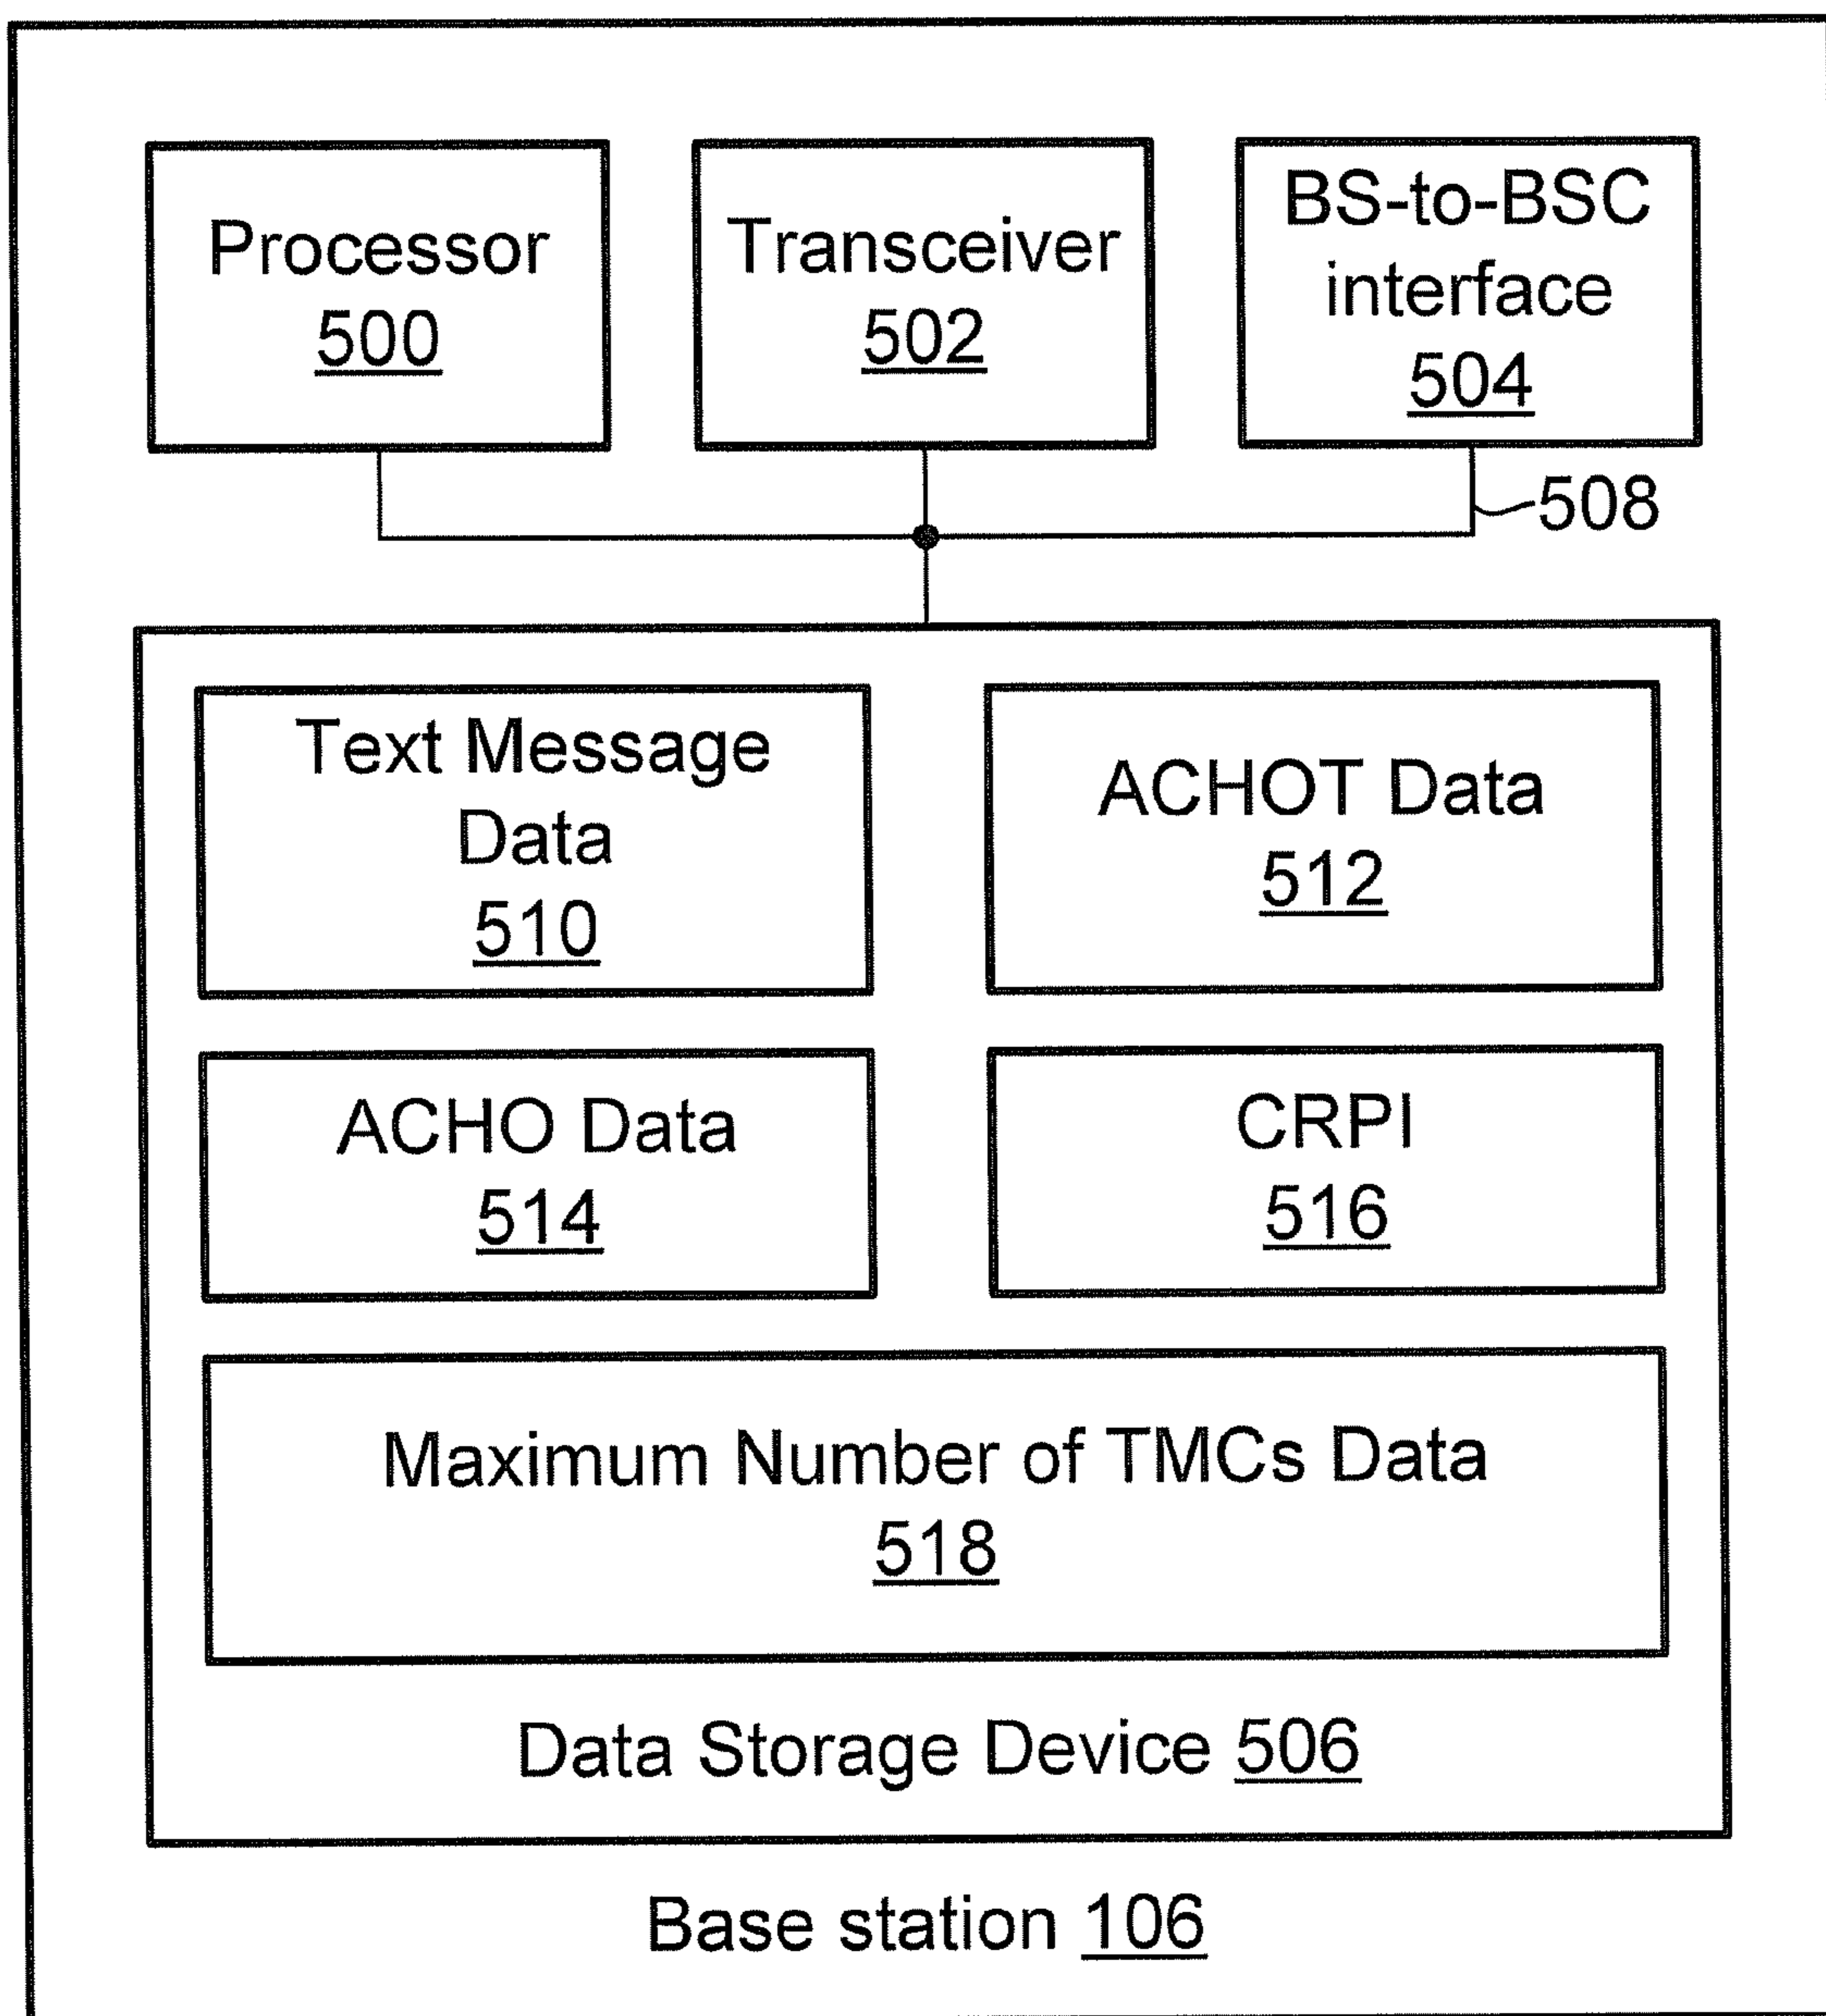 Processor
500
Transceiver
502
BS-to-BSC
interface
504
508
Text Message
Data
510
ACHOT Data
512
ACHO Data
514
CRPI
516
Maximum Number of TMCs Data
518
Data Storage Device 506
Base station 106